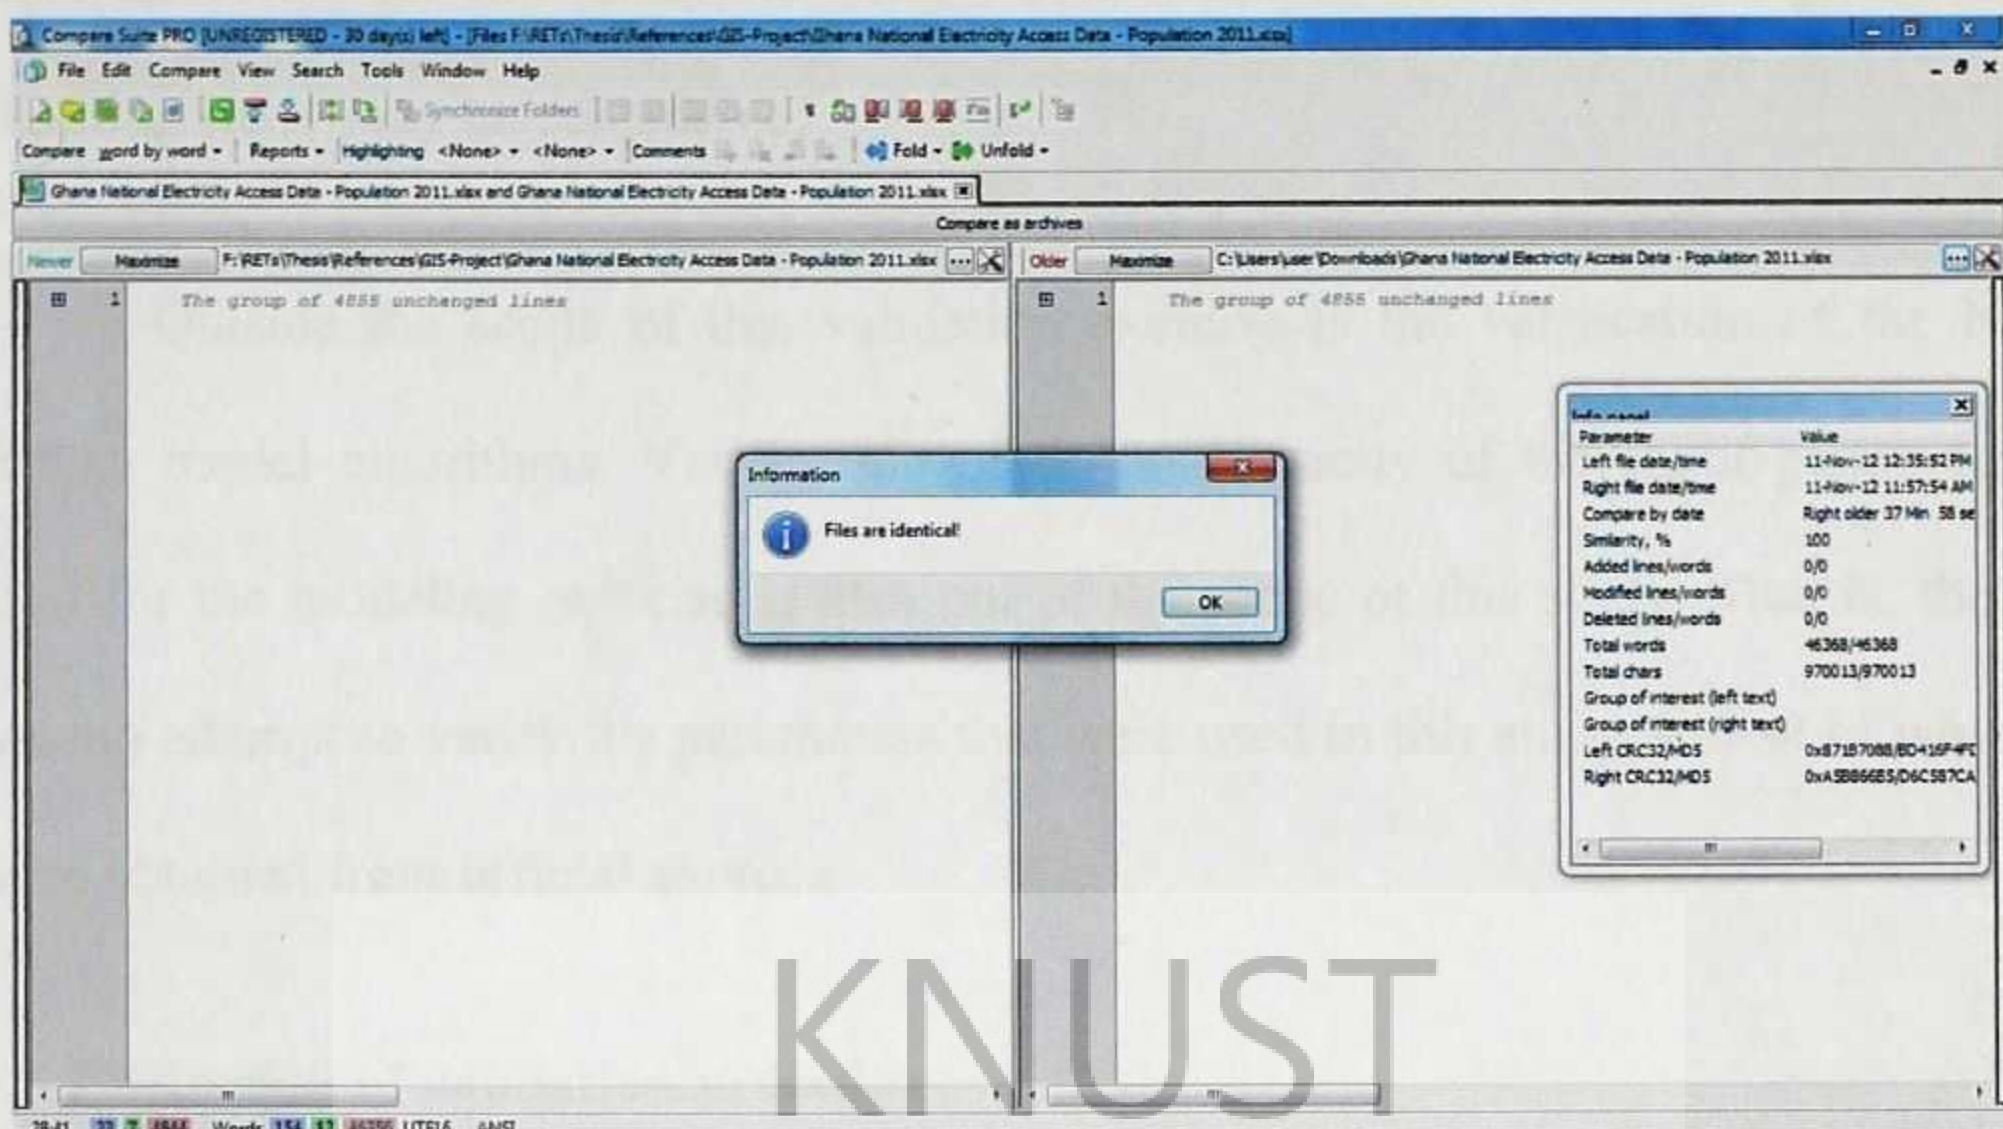 Compare Suite PRO [UNREGISTERED - 30 day(s) left] - [Files F:\RETs\Thesis\References\GIS-Project\Ghana National Electricity Access Data - Population 2011.xlsx]
File Edit Compare View Search Tools Window Help
Synchronize Folders
Compare word by word Reports Highlighting <None> <None> Comments Fold Unfold
Ghana National Electricity Access Data - Population 2011.xlsx and Ghana National Electricity Access Data - Population 2011.xlsx
Compare as archives
Newer Maximize F:\RETs\Thesis\References\GIS-Project\Ghana National Electricity Access Data - Population 2011.xlsx ... Older Maximize C:\Users\user\Downloads\Ghana National Electricity Access Data - Population 2011.xlsx ...
1 The group of 4855 unchanged lines
1 The group of 4855 unchanged lines
Information
Files are identical!
OK
Info panel
Parameter Value
Left file date/time 11-Nov-12 12:35:52 PM
Right file date/time 11-Nov-12 11:57:54 AM
Compare by date Right older 37 Min 58 se
Similarity, % 100
Added lines/words 0/0
Modified lines/words 0/0
Deleted lines/words 0/0
Total words 46368/46368
Total chars 970013/970013
Group of interest (left text)
Group of interest (right text)
Left CRC32/MD5
Right CRC32/MD5
KNUST
Words UTF16 ANSI